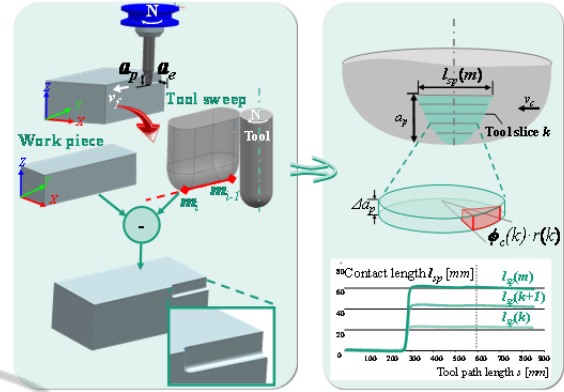 N
a_p
a_e
v_f
Z
Y
X
Tool sweep
N
Tool
Work piece
Z
X
m_i
m_i-1
-
l_sp(m)
a_p
v_c
Tool slice k
Δa_p
ϕ_c(k)·r(k)
80
60
40
20
0
Contact length l_sp [mm]
l_sp(m)
l_sp(k+1)
l_sp(k)
100 200 300 400 500 600 700 800 900
Tool path length s [mm]